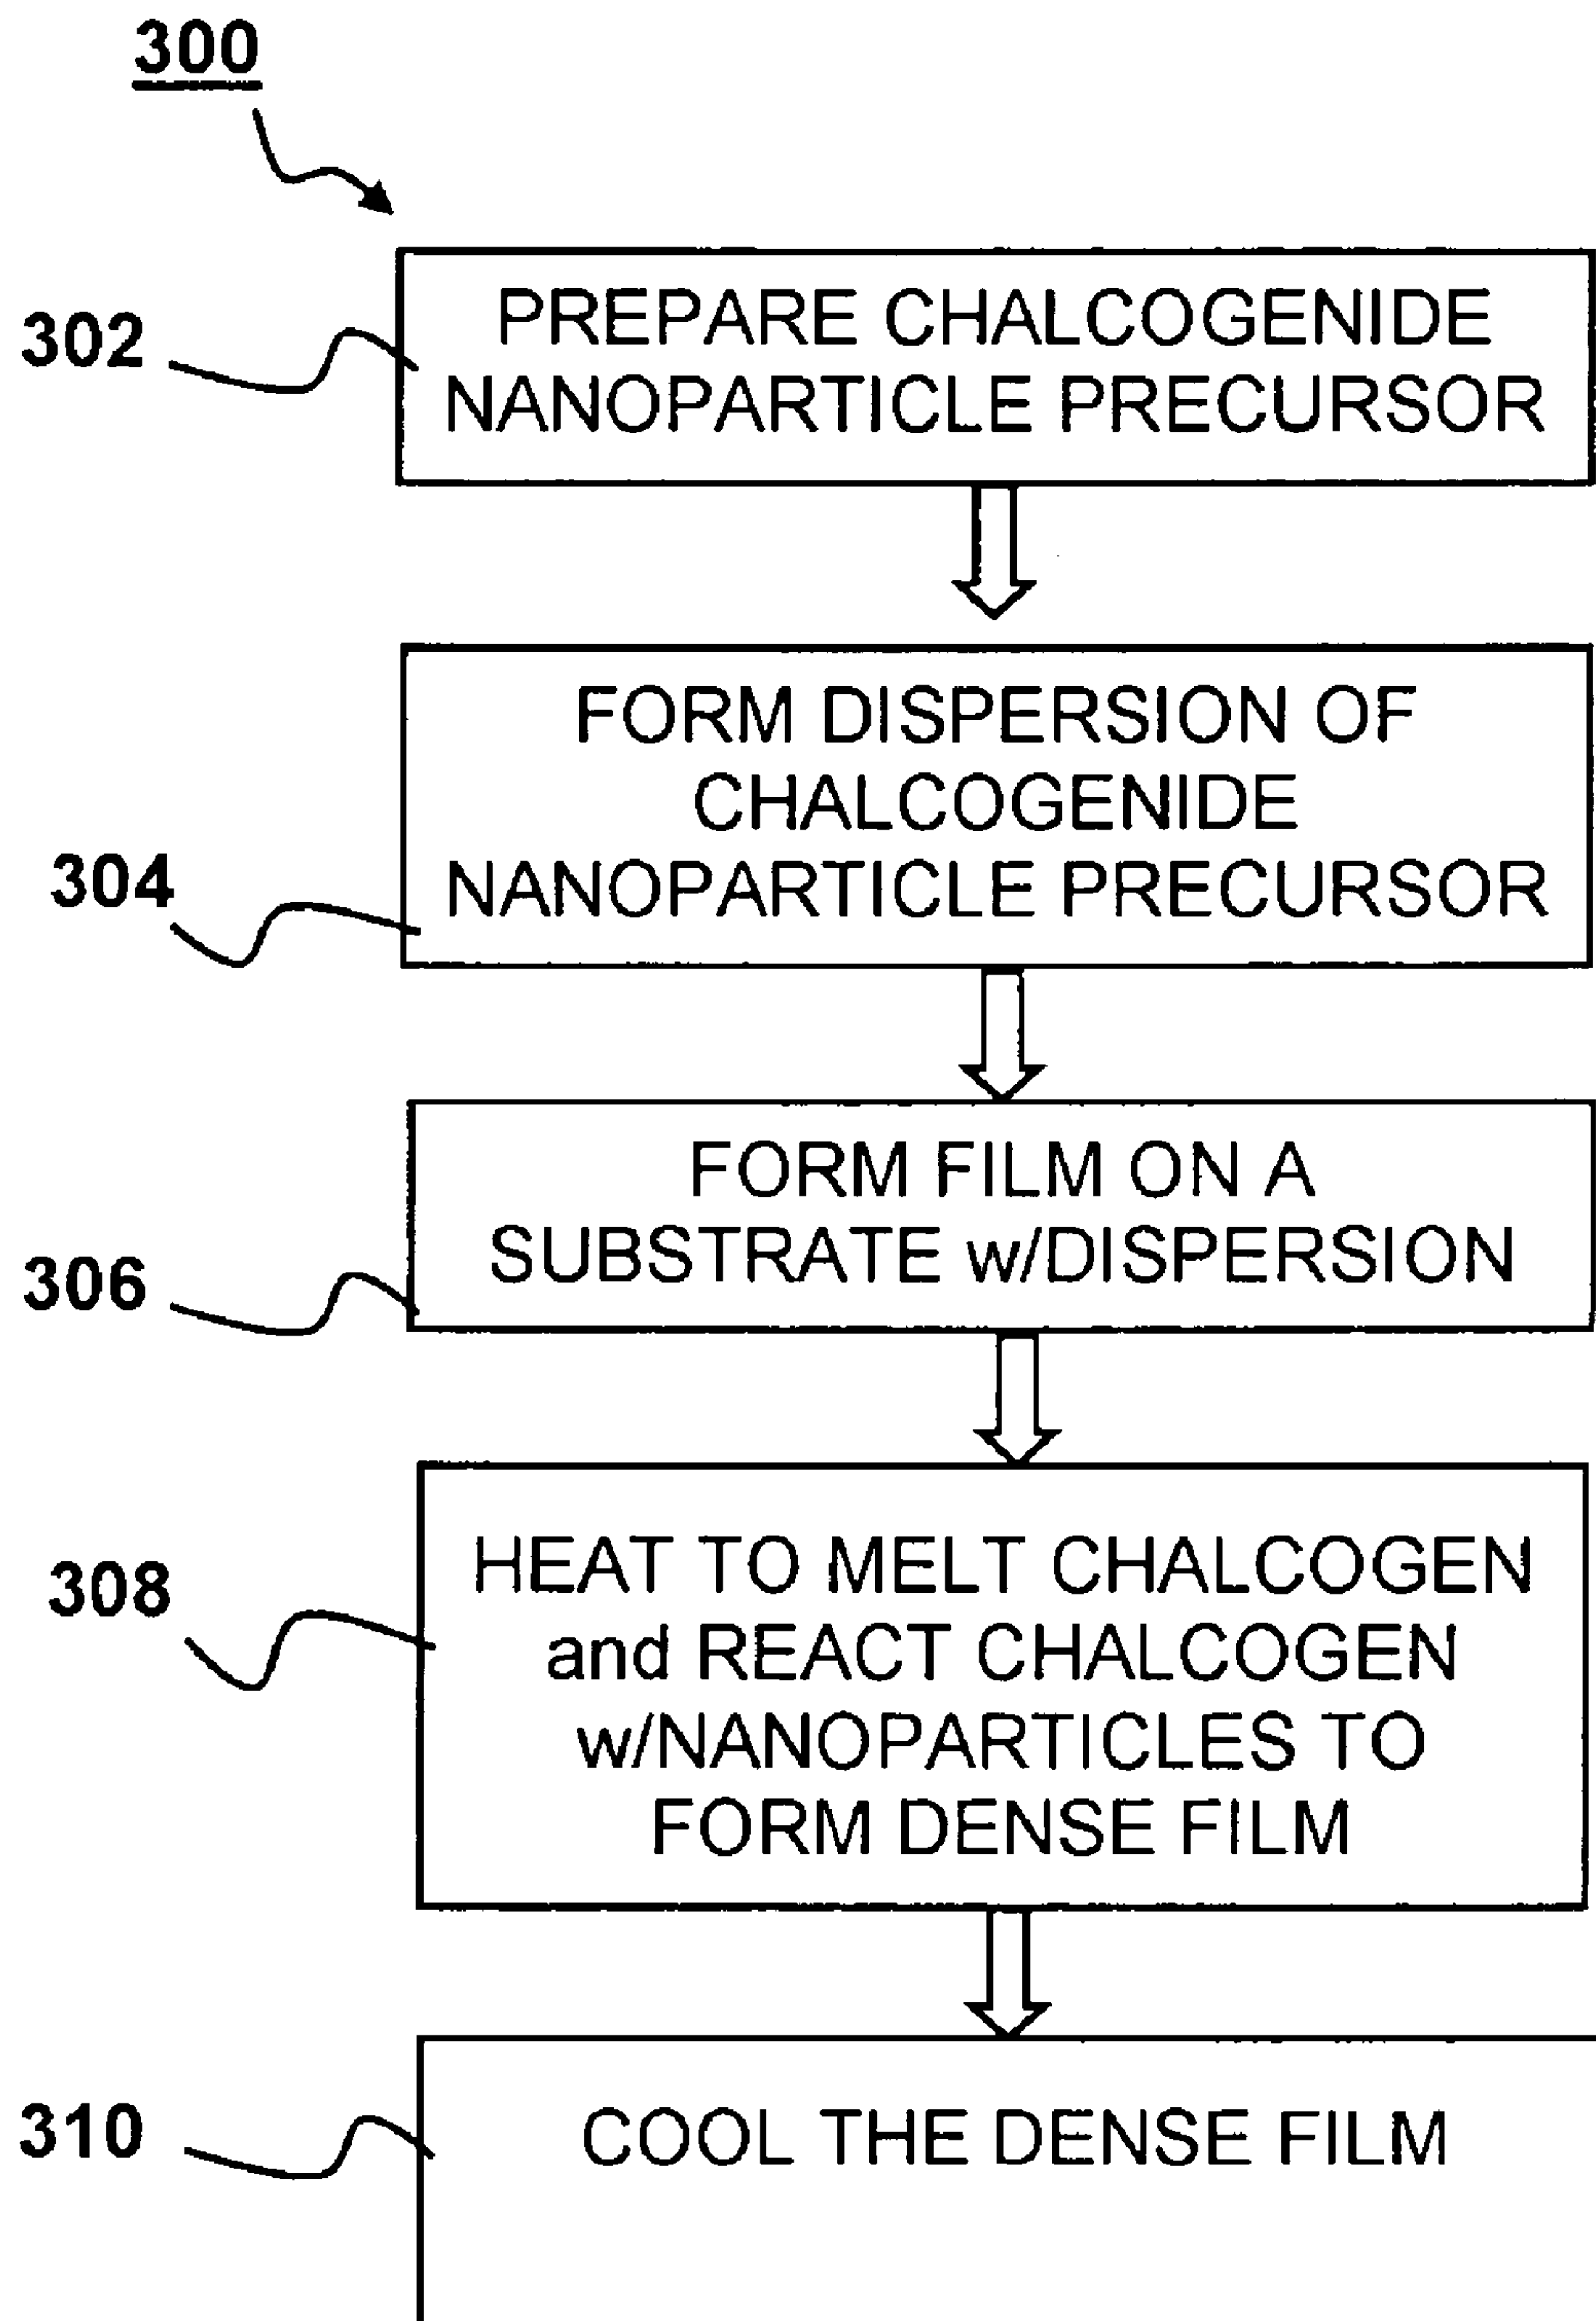 300
302
PREPARE CHALCOGENIDE
NANOPARTICLE PRECURSOR
FORM DISPERSION OF
CHALCOGENIDE
304
NANOPARTICLE PRECURSOR
FORM FILM ON A
306
SUBSTRATE w/DISPERSION
308
HEAT TO MELT CHALCOGEN
and REACT CHALCOGEN
w/NANOPARTICLES TO
FORM DENSE FILM
310
COOL THE DENSE FILM